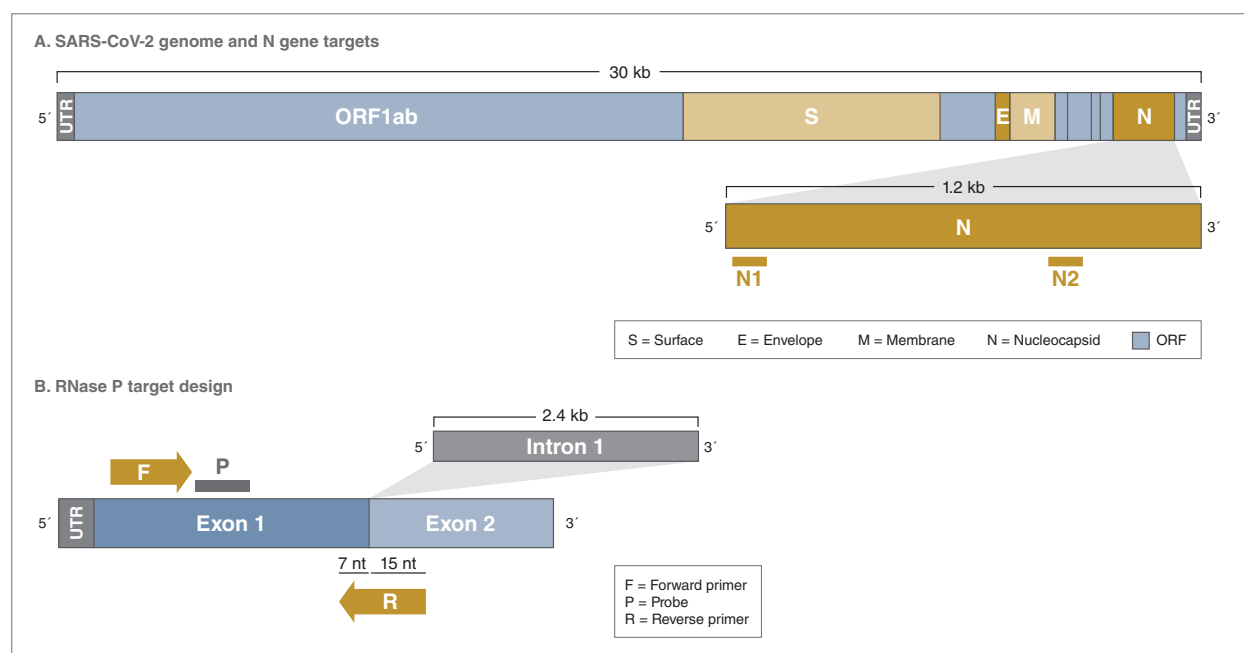 A. SARS-CoV-2 genome and N gene targets
30 kb
5´ UTR ORF1ab S E M N UTR 3´
1.2 kb
5´ N 3´
N1 N2
S = Surface E = Envelope M = Membrane N = Nucleocapsid ORF
B. RNase P target design
2.4 kb
5´ Intron 1 3´
F P
5´ UTR Exon 1 Exon 2 3´
7 nt 15 nt
R
F = Forward primer
P = Probe
R = Reverse primer